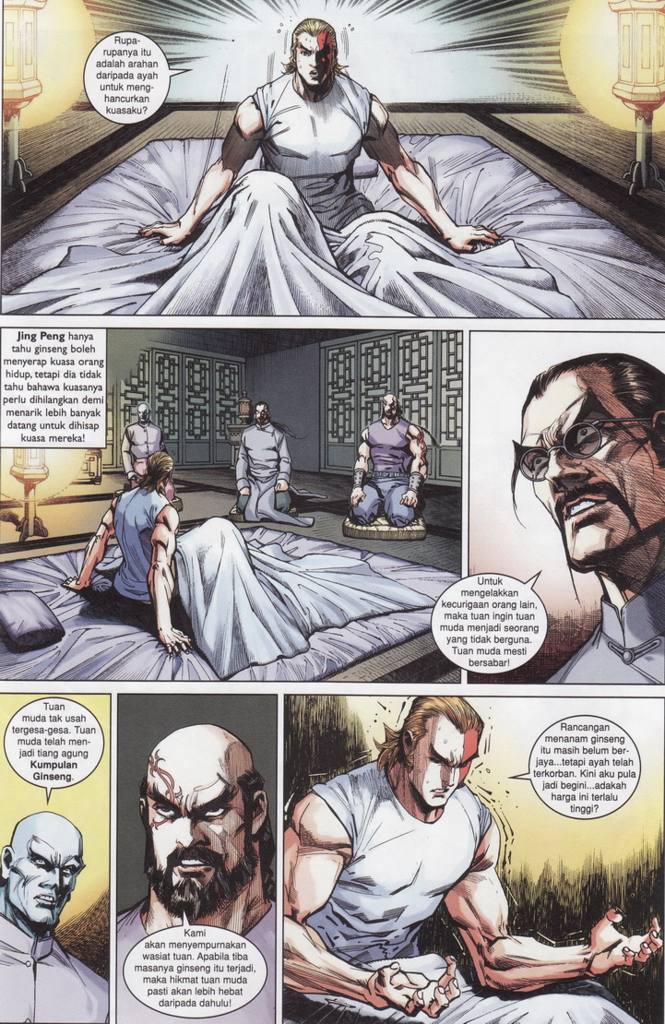 Rupa-
rupanya itu
adalah arahan
daripada ayah
untuk meng-
hancurkan
kuasaku?
Jing Peng hanya
tahu ginseng boleh
menyerap kuasa orang
hidup, tetapi dia tidak
tahu bahawa kuasanya
perlu dihilangkan demi
menarik lebih banyak
datang untuk dihisap
kuasa mereka!
Untuk
mengelakkan
kecurigaan orang lain,
maka tuan ingin tuan
muda menjadi seorang
yang tidak berguna.
Tuan muda mesti
bersabar!
Tuan
muda tak usah
tergesa-gesa. Tuan
muda telah men-
jadi tiang agung
Kumpulan
Ginseng.
Kami
akan menyempurnakan
wasiat tuan. Apabila tiba
masanya ginseng itu terjadi,
maka hikmat tuan muda
pasti akan lebih hebat
daripada dahulu!
Rancangan
menanam ginseng
itu masih belum ber-
jaya...tetapi ayah telah
terkorban. Kini aku pula
jadi begini...adakah
harga ini terlalu
tinggi?